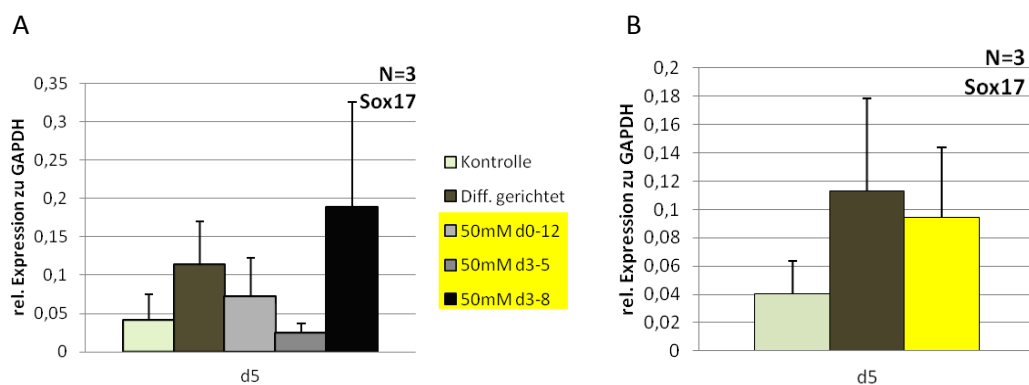 A
N=3
Sox17
rel. Expression zu GAPDH
0,35
0,3
0,25
0,2
0,15
0,1
0,05
0
d5
Kontrolle
Diff. gerichtet
50mM d0-12
50mM d3-5
50mM d3-8
B
N=3
Sox17
rel. Expression zu GAPDH
0,2
0,18
0,16
0,14
0,12
0,1
0,08
0,06
0,04
0,02
0
d5